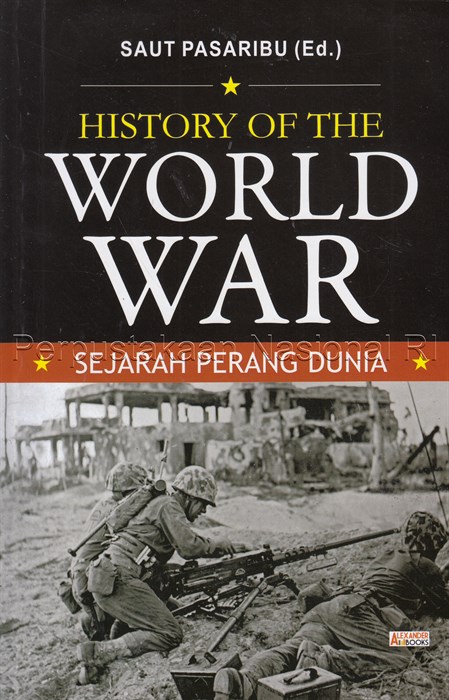 SAUT PASARIBU (Ed.)
HISTORY OF THE
WORLD
WAR
Perpustakaan Nasional RI
SEJARAH PERANG DUNIA
ALEXANDER
BOOKS